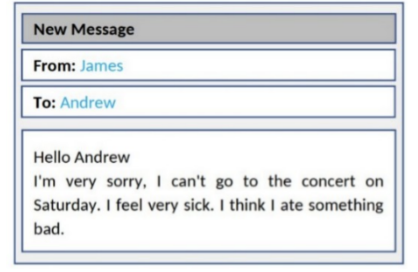 New Message
From: James
To: Andrew
Hello Andrew
I'm very sorry, I can't go to the concert on
Saturday. I feel very sick. I think I ate something
bad.